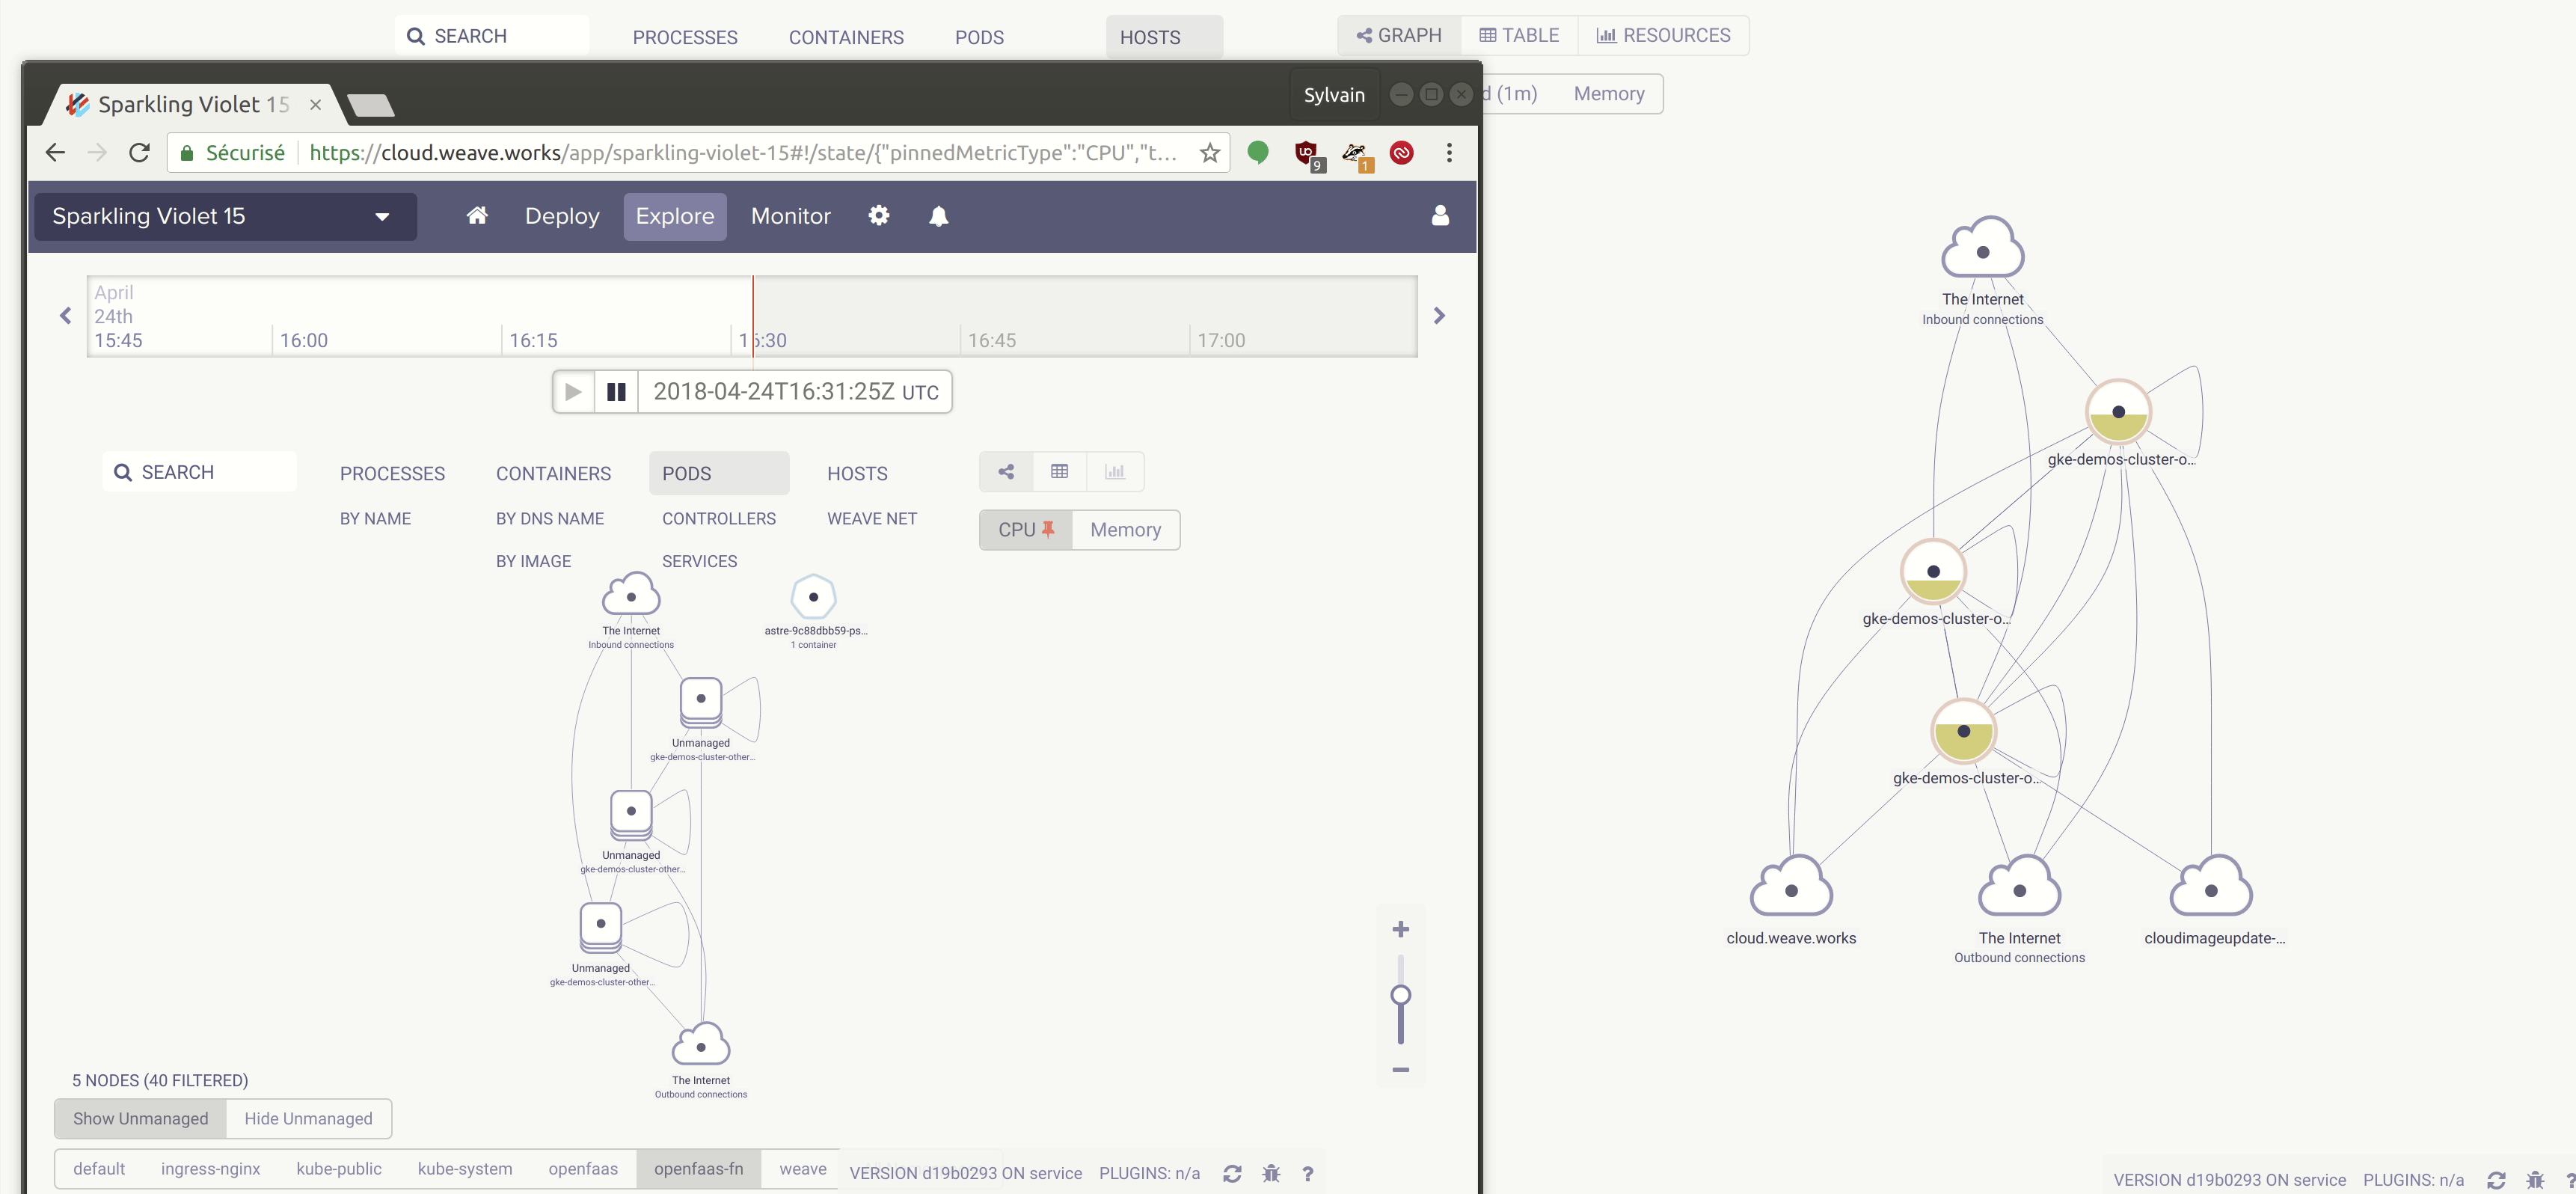 SEARCH PROCESSES CONTAINERS PODS HOSTS GRAPH TABLE RESOURCES
d (1m) Memory
Sparkling Violet 15
Sylvain
Sécurisé https://cloud.weave.works/app/sparkling-violet-15#!/state/{"pinnedMetricType":"CPU","t...
9 1
Sparkling Violet 15 Deploy Explore Monitor
April
24th
15:45 16:00 16:15 16:30 16:45 17:00
2018-04-24T16:31:25Z UTC
SEARCH PROCESSES CONTAINERS PODS HOSTS
BY NAME BY DNS NAME CONTROLLERS WEAVE NET
CPU Memory
BY IMAGE SERVICES
The Internet
Inbound connections
astre-9c88dbb59-ps...
1 container
Unmanaged
gke-demos-cluster-other...
Unmanaged
gke-demos-cluster-other...
Unmanaged
gke-demos-cluster-other...
The Internet
Outbound connections
5 NODES (40 FILTERED)
Show Unmanaged Hide Unmanaged
default ingress-nginx kube-public kube-system openfaas openfaas-fn weave
VERSION d19b0293 ON service PLUGINS: n/a ?
The Internet
Inbound connections
gke-demos-cluster-o...
gke-demos-cluster-o...
gke-demos-cluster-o...
cloud.weave.works
The Internet
Outbound connections
cloudimageupdate-...
VERSION d19b0293 ON service PLUGINS: n/a ?